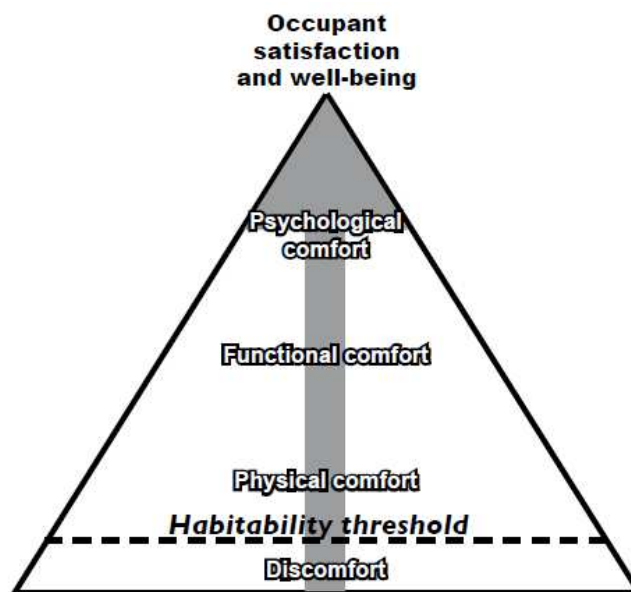 Occupant
satisfaction
and well-being
Psychological
comfort
Functional comfort
Physical comfort
Habitability threshold
Discomfort